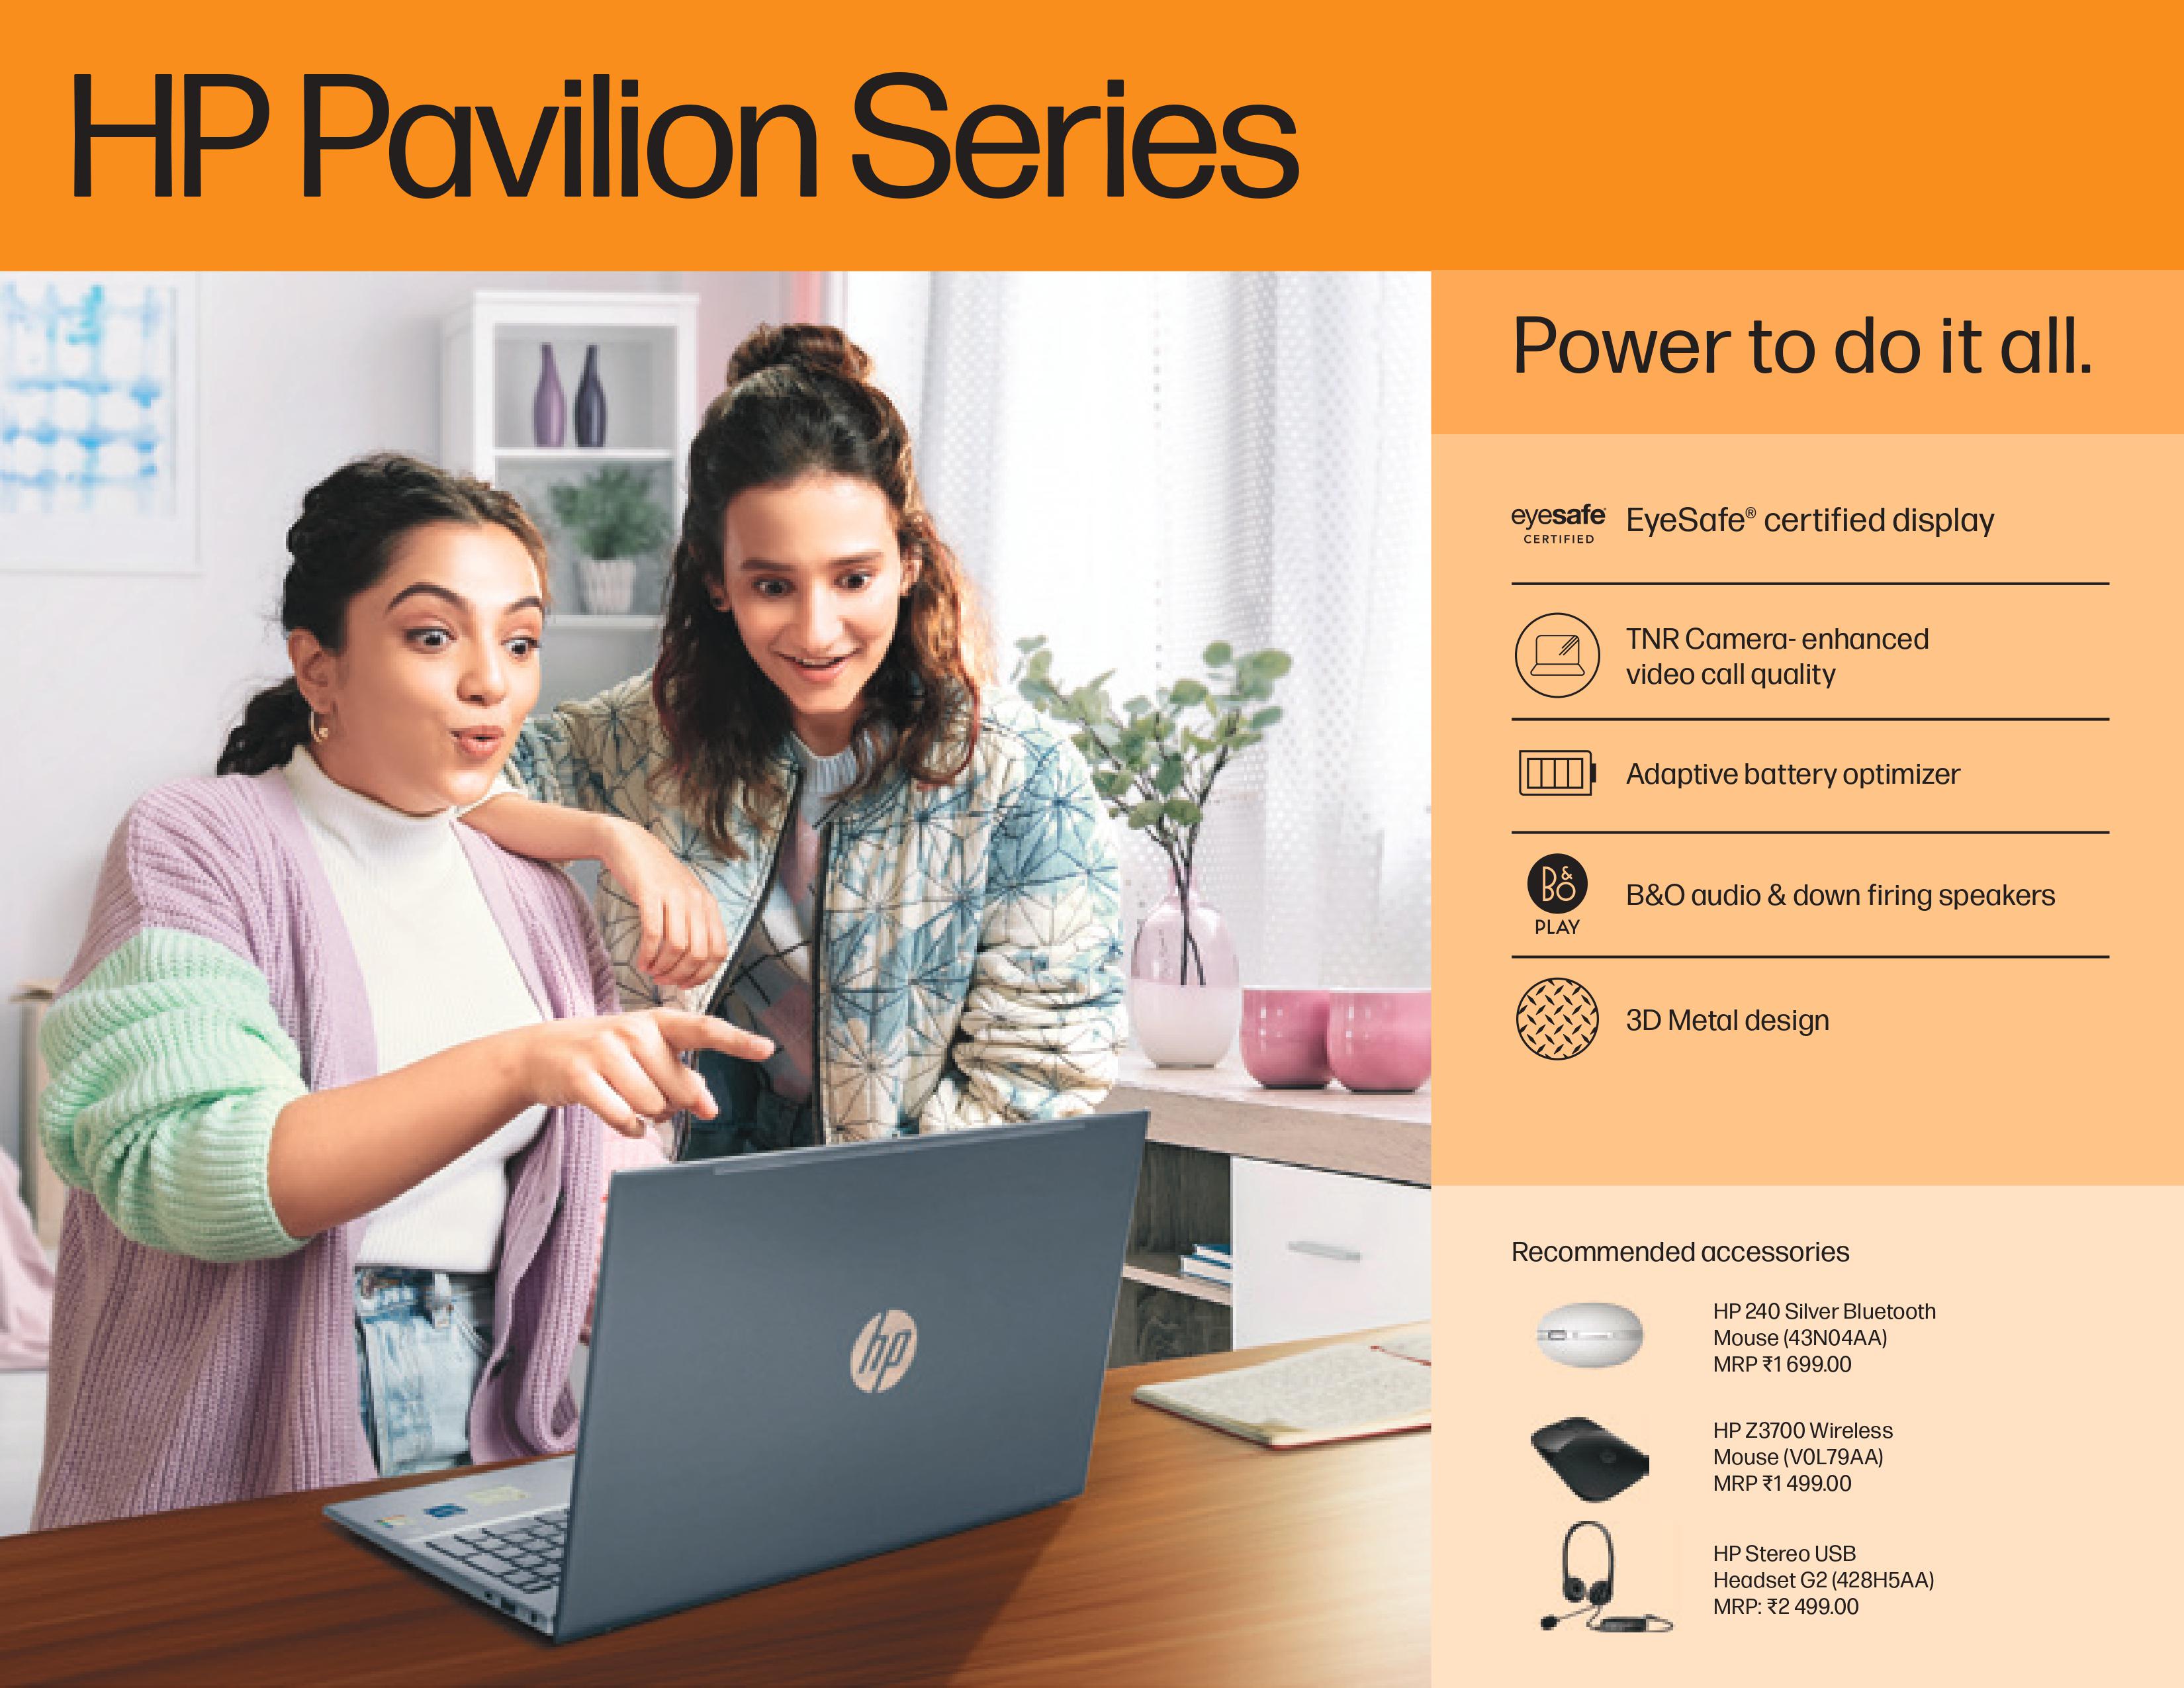 HP Pavilion Series
Power to do it all.
eyesafe
CERTIFIED
EyeSafe® certified display
TNR Camera- enhanced
video call quality
Adaptive battery optimizer
B&O
PLAY
B&O audio & down firing speakers
3D Metal design
hp
Recommended accessories
HP 240 Silver Bluetooth
Mouse (43N04AA)
MRP ₹1 699.00
HP Z3700 Wireless
Mouse (V0L79AA)
MRP ₹1 499.00
HP Stereo USB
Headset G2 (428H5AA)
MRP: ₹2 499.00